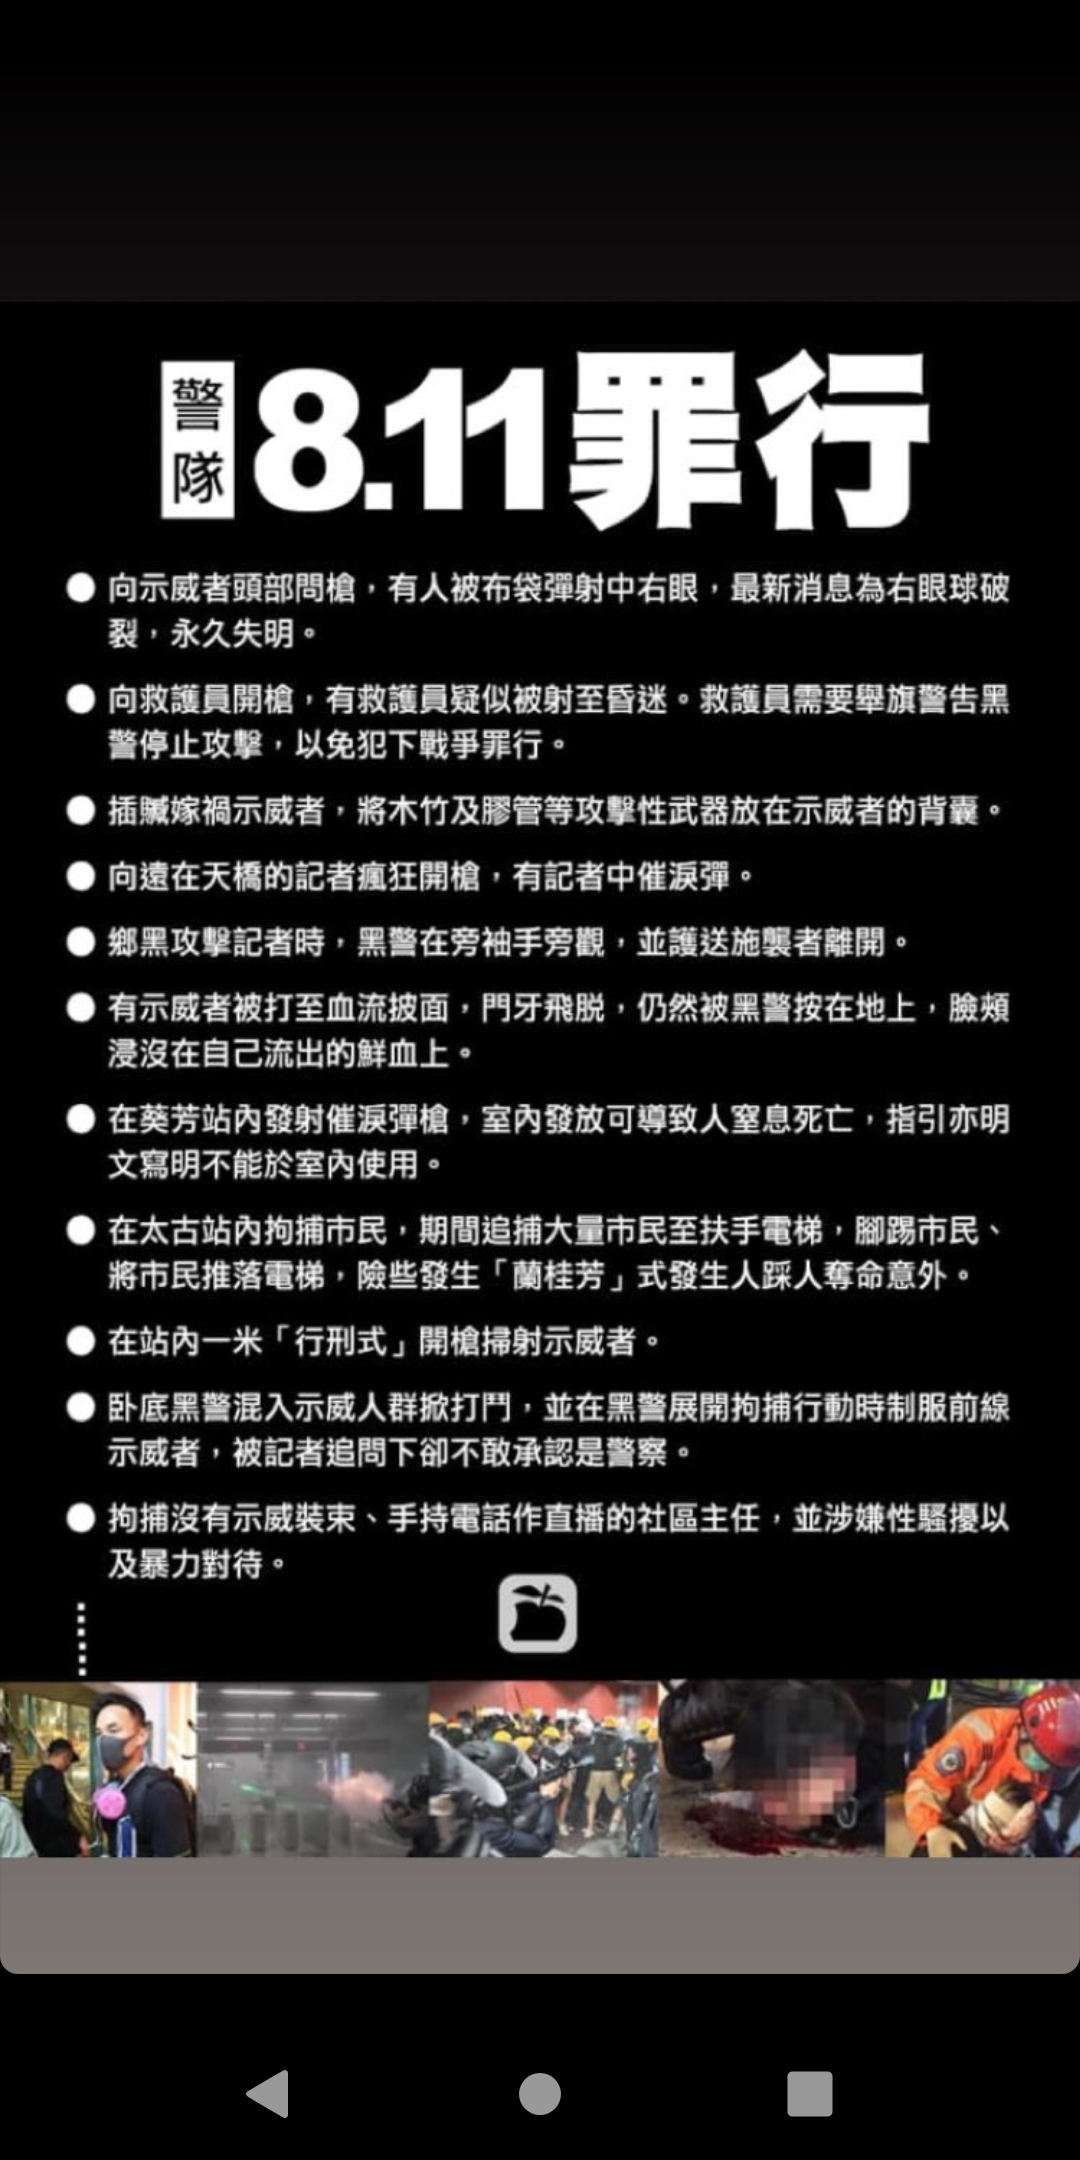 警隊 8.11罪行
向示威者頭部問槍，有人被布袋彈射中右眼，最新消息為右眼球破
裂，永久失明。
向救護員開槍，有救護員疑似被射至昏迷。救護員需要舉旗警告黑
警停止攻擊，以免犯下戰爭罪行。
插贓嫁禍示威者，將木竹及膠管等攻擊性武器放在示威者的背囊。
向遠在天橋的記者瘋狂開槍，有記者中催淚彈。
鄉黑攻擊記者時，黑警在旁袖手旁觀，並護送施襲者離開。
有示威者被打至血流披面，門牙飛脱，仍然被黑警按在地上，臉頰
浸沒在自己流出的鮮血上。
在葵芳站內發射催淚彈槍，室內發放可導致人窒息死亡，指引亦明
文寫明不能於室內使用。
在太古站內拘捕市民，期間追捕大量市民至扶手電梯，腳踢市民、
將市民推落電梯，險些發生「蘭桂芳」式發生人踩人奪命意外。
在站內一米「行刑式」開槍掃射示威者。
卧底黑警混入示威人群掀打鬥，並在黑警展開拘捕行動時制服前線
示威者，被記者追問下卻不敢承認是警察。
拘捕沒有示威裝束、手持電話作直播的社區主任，並涉嫌性騷擾以
及暴力對待。